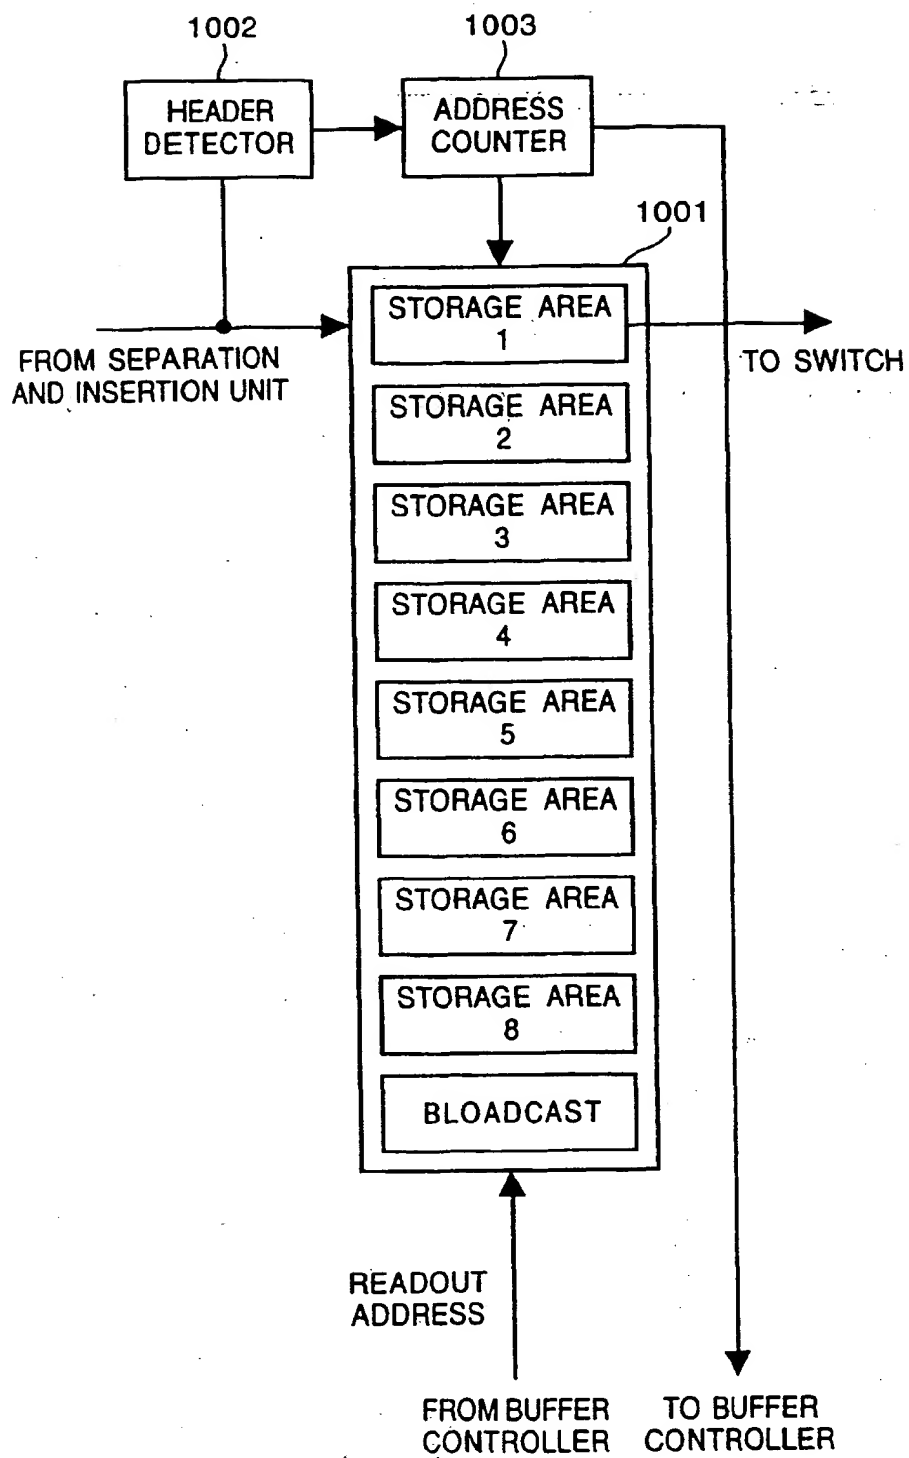 1002
1003
HEADER
DETECTOR
ADDRESS
COUNTER
1001
STORAGE AREA
1
FROM SEPARATION
AND INSERTION UNIT
TO SWITCH
STORAGE AREA
2
STORAGE AREA
3
STORAGE AREA
4
STORAGE AREA
5
STORAGE AREA
6
STORAGE AREA
7
STORAGE AREA
8
BLOADCAST
READOUT
ADDRESS
FROM BUFFER
CONTROLLER
TO BUFFER
CONTROLLER